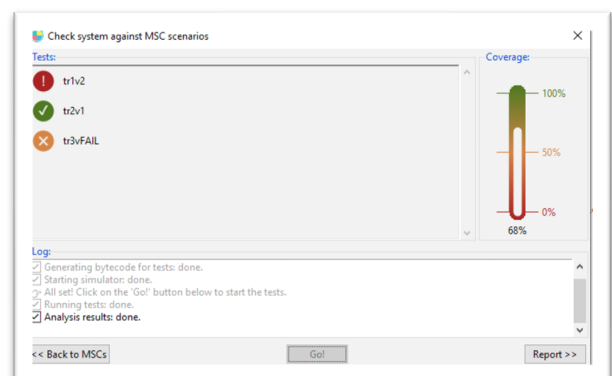 Check system against MSC scenarios
Tests:
Coverage:
tr1v2
tr2v1
tr3vFAIL
100%
50%
0%
68%
Log:
Generating bytecode for tests: done.
Starting simulator: done.
All set! Click on the 'Go!' button below to start the tests.
Running tests: done.
Analysis results: done.
<< Back to MSCs
Go!
Report >>